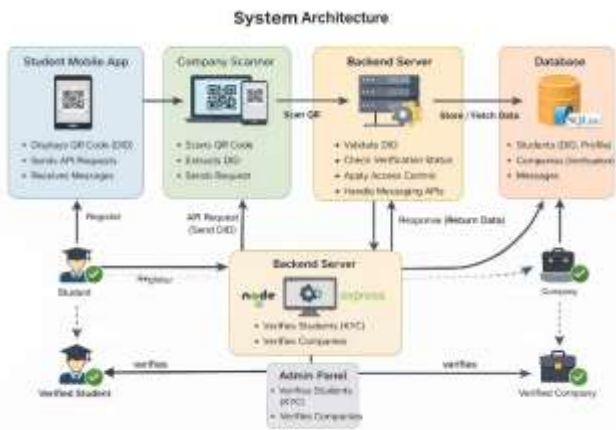 System Architecture
Student Mobile App
• Displays QR Code (DID)
• Sends API Requests
• Receives Messages
Company Scanner
• Scans QR Code
• Extracts DID
• Sends Request
Scan QR
Backend Server
• Validate DID
• Check Verification Status
• Apply Access Control
• Handle Messaging APIs
Store / Fetch Data
Database
• Students (DID, Profile)
• Companies (Verification)
• Messages
Register
API Request
(Send DID)
Response (Return Data)
Student
Register
Backend Server
node
express
• Verifies Students (KYC)
• Verifies Companies
Company
verifies
verifies
Verified Student
Admin Panel
• Verifies Students
(KYC)
• Verifies Companies
Verified Company